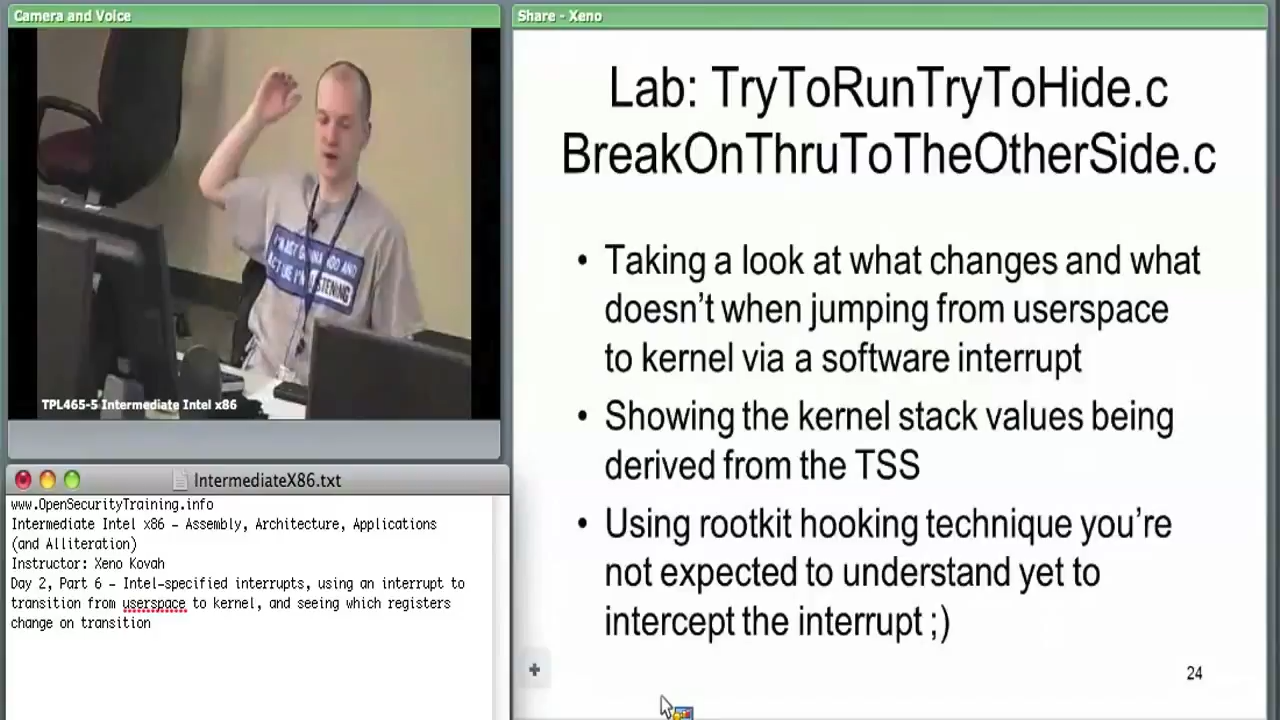 Camera and Voice
TPL465-5 Intermediate Intel x86
IntermediateX86.txt
www.OpenSecurityTraining.info
Intermediate Intel x86 – Assembly, Architecture, Applications
(and Alliteration)
Instructor: Xeno Kovah
Day 2, Part 6 – Intel-specified interrupts, using an interrupt to
transition from userspace to kernel, and seeing which registers
change on transition
Share - Xeno
Lab: TryToRunTryToHide.c
BreakOnThruToTheOtherSide.c
• Taking a look at what changes and what
doesn’t when jumping from userspace
to kernel via a software interrupt
• Showing the kernel stack values being
derived from the TSS
• Using rootkit hooking technique you’re
not expected to understand yet to
intercept the interrupt ;)
24